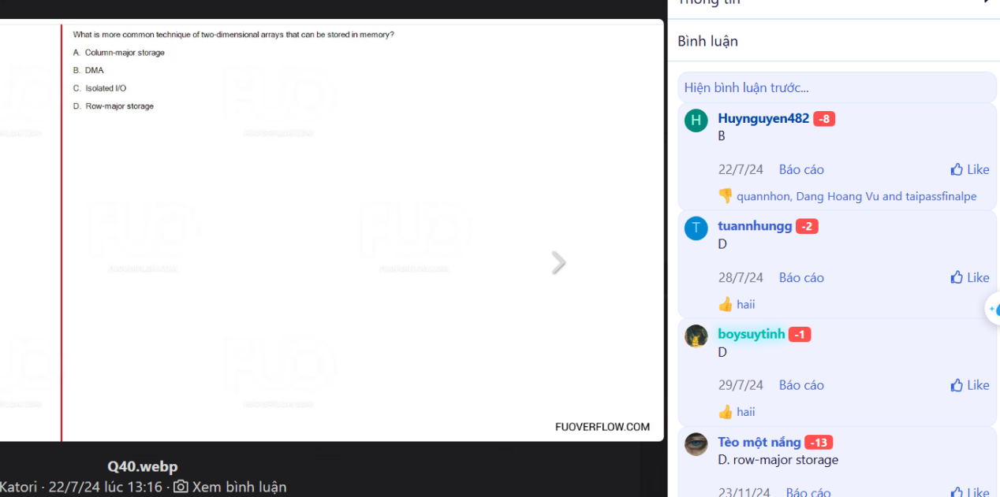 What is more common technique of two-dimensional arrays that can be stored in memory?
A. Column-major storage
B. DMA
C. Isolated I/O
D. Row-major storage
FUOVERFLOW.COM
Q40.webp
Katori · 22/7/24 lúc 13:16 · Xem bình luận
Thông tin
Bình luận
Hiện bình luận trước...
H
Huynguyen482 -8
B
22/7/24 Báo cáo Like
quannhon, Dang Hoang Vu and taipassfinalpe
T
tuannhungg -2
D
28/7/24 Báo cáo Like
haii
boysuytinh -1
D
29/7/24 Báo cáo Like
haii
Tèo một nắng -13
D. row-major storage
23/11/24 Báo cáo Like